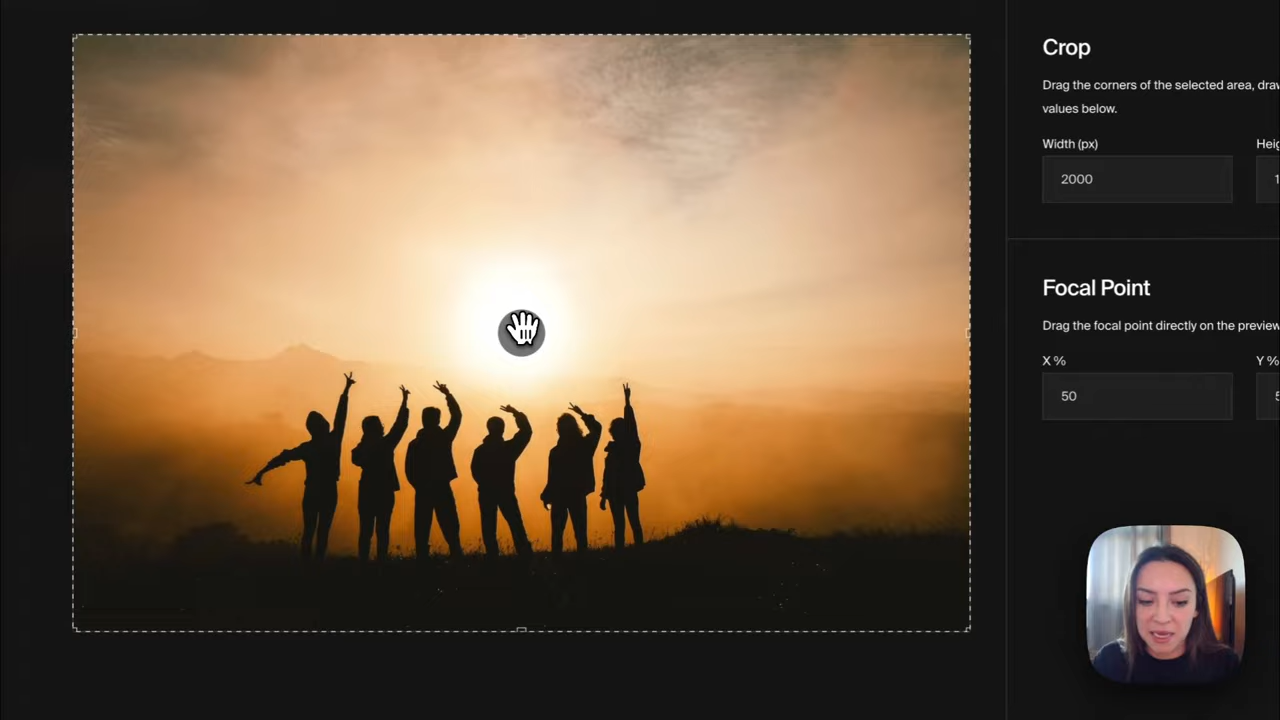 Crop
Drag the corners of the selected area, draw
values below.
Width (px)
2000
Focal Point
Drag the focal point directly on the preview
X %
Y %
50